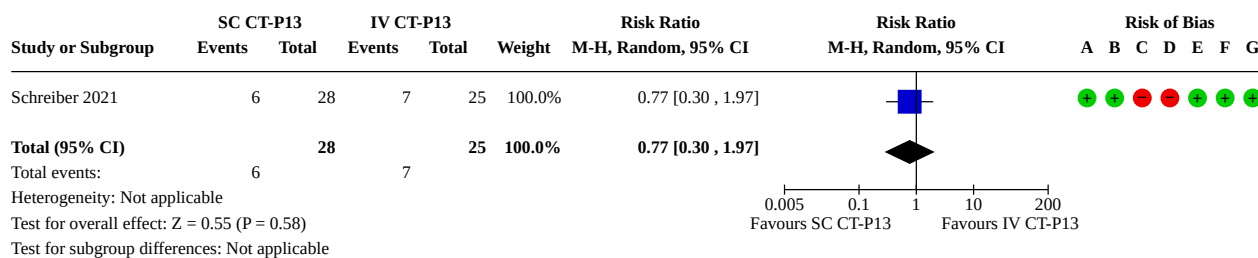 SC CT-P13 IV CT-P13 Risk Ratio Risk Ratio Risk of Bias
Study or Subgroup Events Total Events Total Weight M-H, Random, 95% CI M-H, Random, 95% CI A B C D E F G
Schreiber 2021 6 28 7 25 100.0% 0.77 [0.30 , 1.97] + + − − + + +
Total (95% CI) 28 25 100.0% 0.77 [0.30 , 1.97]
Total events: 6 7
Heterogeneity: Not applicable
0.005 0.1 1 10 200
Test for overall effect: Z = 0.55 (P = 0.58) Favours SC CT-P13 Favours IV CT-P13
Test for subgroup differences: Not applicable